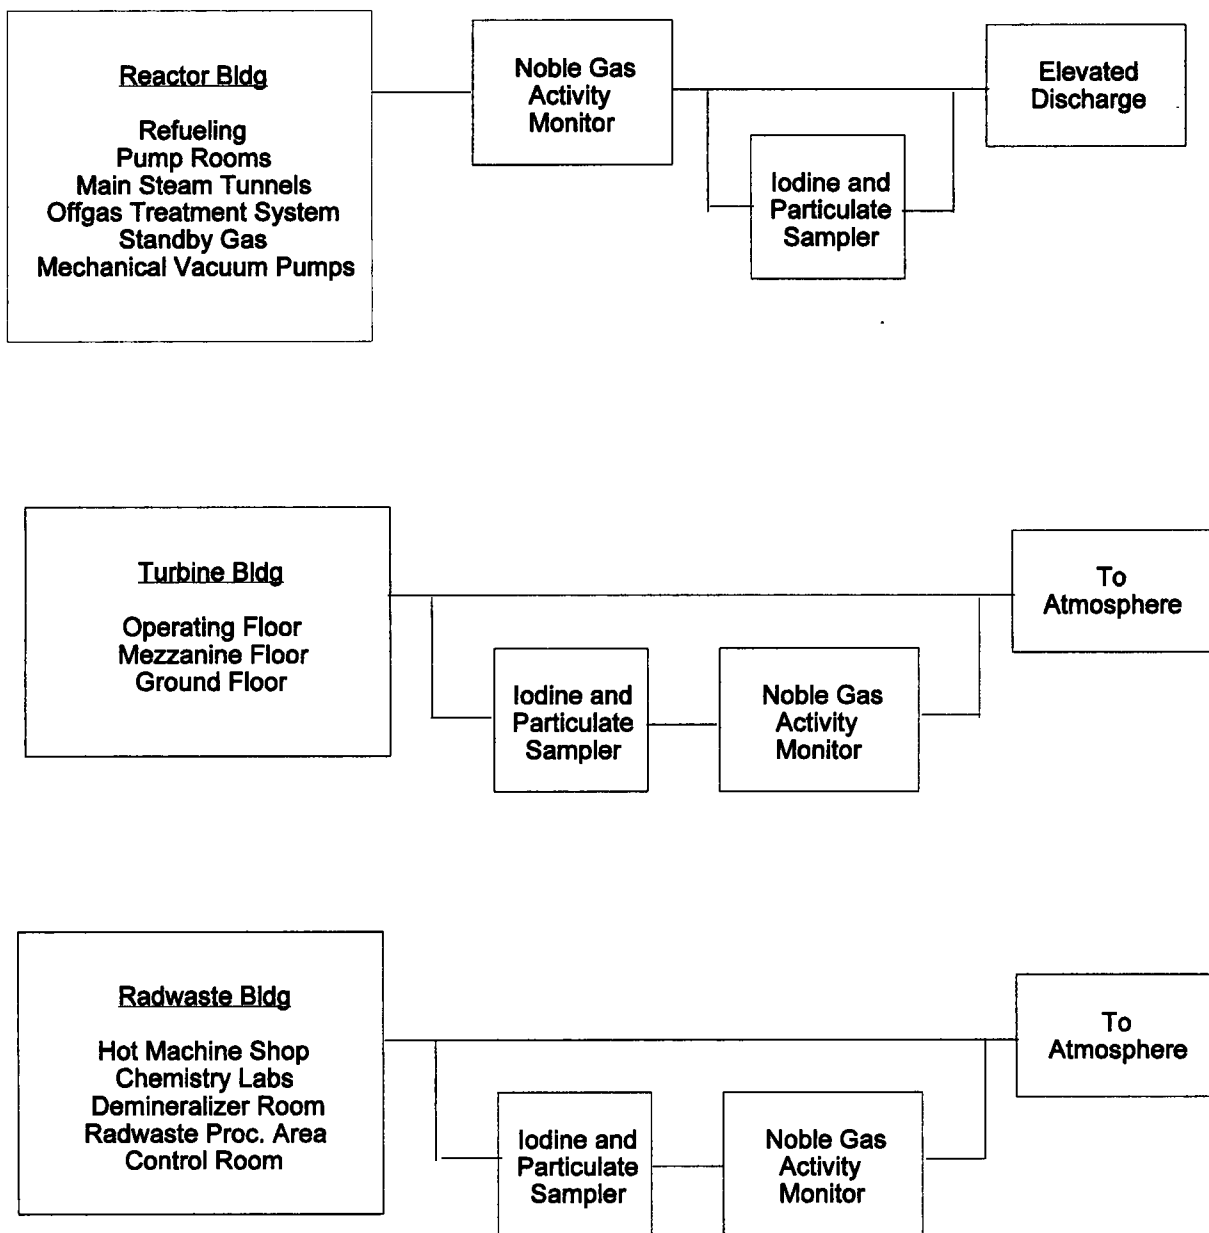 Reactor Bldg
Refueling
Pump Rooms
Main Steam Tunnels
Offgas Treatment System
Standby Gas
Mechanical Vacuum Pumps
Noble Gas
Activity
Monitor
Iodine and
Particulate
Sampler
Elevated
Discharge
Turbine Bldg
Operating Floor
Mezzanine Floor
Ground Floor
Iodine and
Particulate
Sampler
Noble Gas
Activity
Monitor
To
Atmosphere
Radwaste Bldg
Hot Machine Shop
Chemistry Labs
Demineralizer Room
Radwaste Proc. Area
Control Room
Iodine and
Particulate
Sampler
Noble Gas
Activity
Monitor
To
Atmosphere